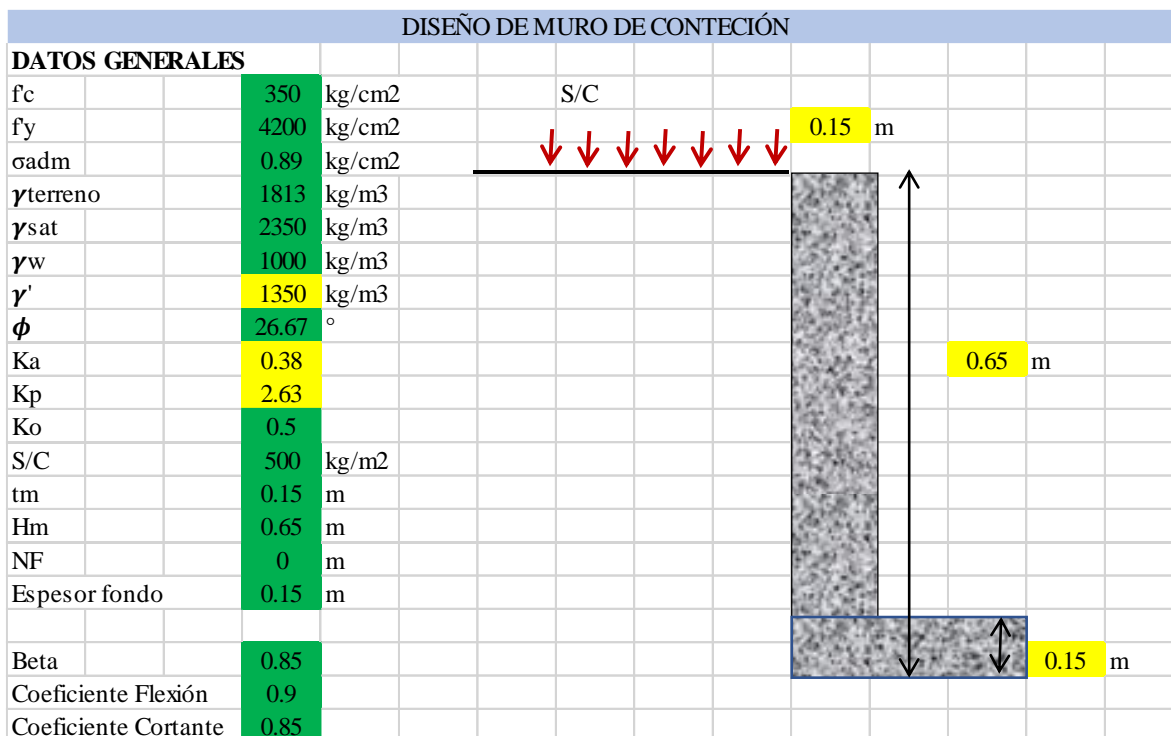 DISEÑO DE MURO DE CONTECIÓN
DATOS GENERALES
f'c 350 kg/cm2 S/C
f'y 4200 kg/cm2 0.15 m
σadm 0.89 kg/cm2
γterreno 1813 kg/m3
γsat 2350 kg/m3
γw 1000 kg/m3
γ' 1350 kg/m3
ϕ 26.67 °
Ka 0.38 0.65 m
Kp 2.63
Ko 0.5
S/C 500 kg/m2
tm 0.15 m
Hm 0.65 m
NF 0 m
Espesor fondo 0.15 m
Beta 0.85 0.15 m
Coeficiente Flexión 0.9
Coeficiente Cortante 0.85